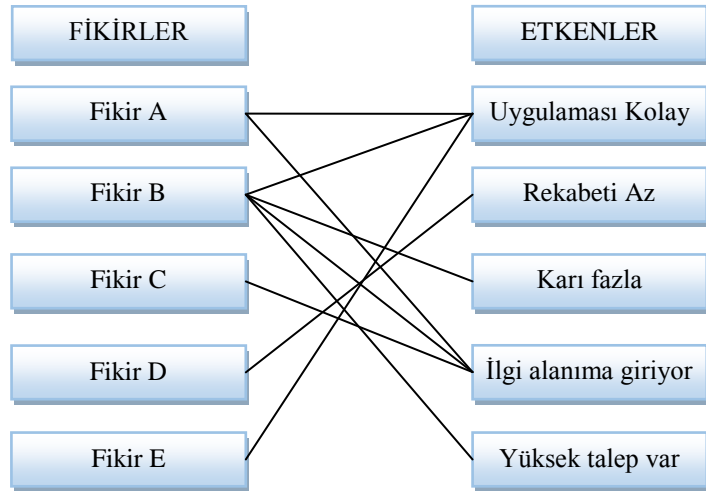 FİKİRLER
ETKENLER
Fikir A
Uygulaması Kolay
Fikir B
Rekabeti Az
Fikir C
Karı fazla
Fikir D
İlgi alanıma giriyor
Fikir E
Yüksek talep var